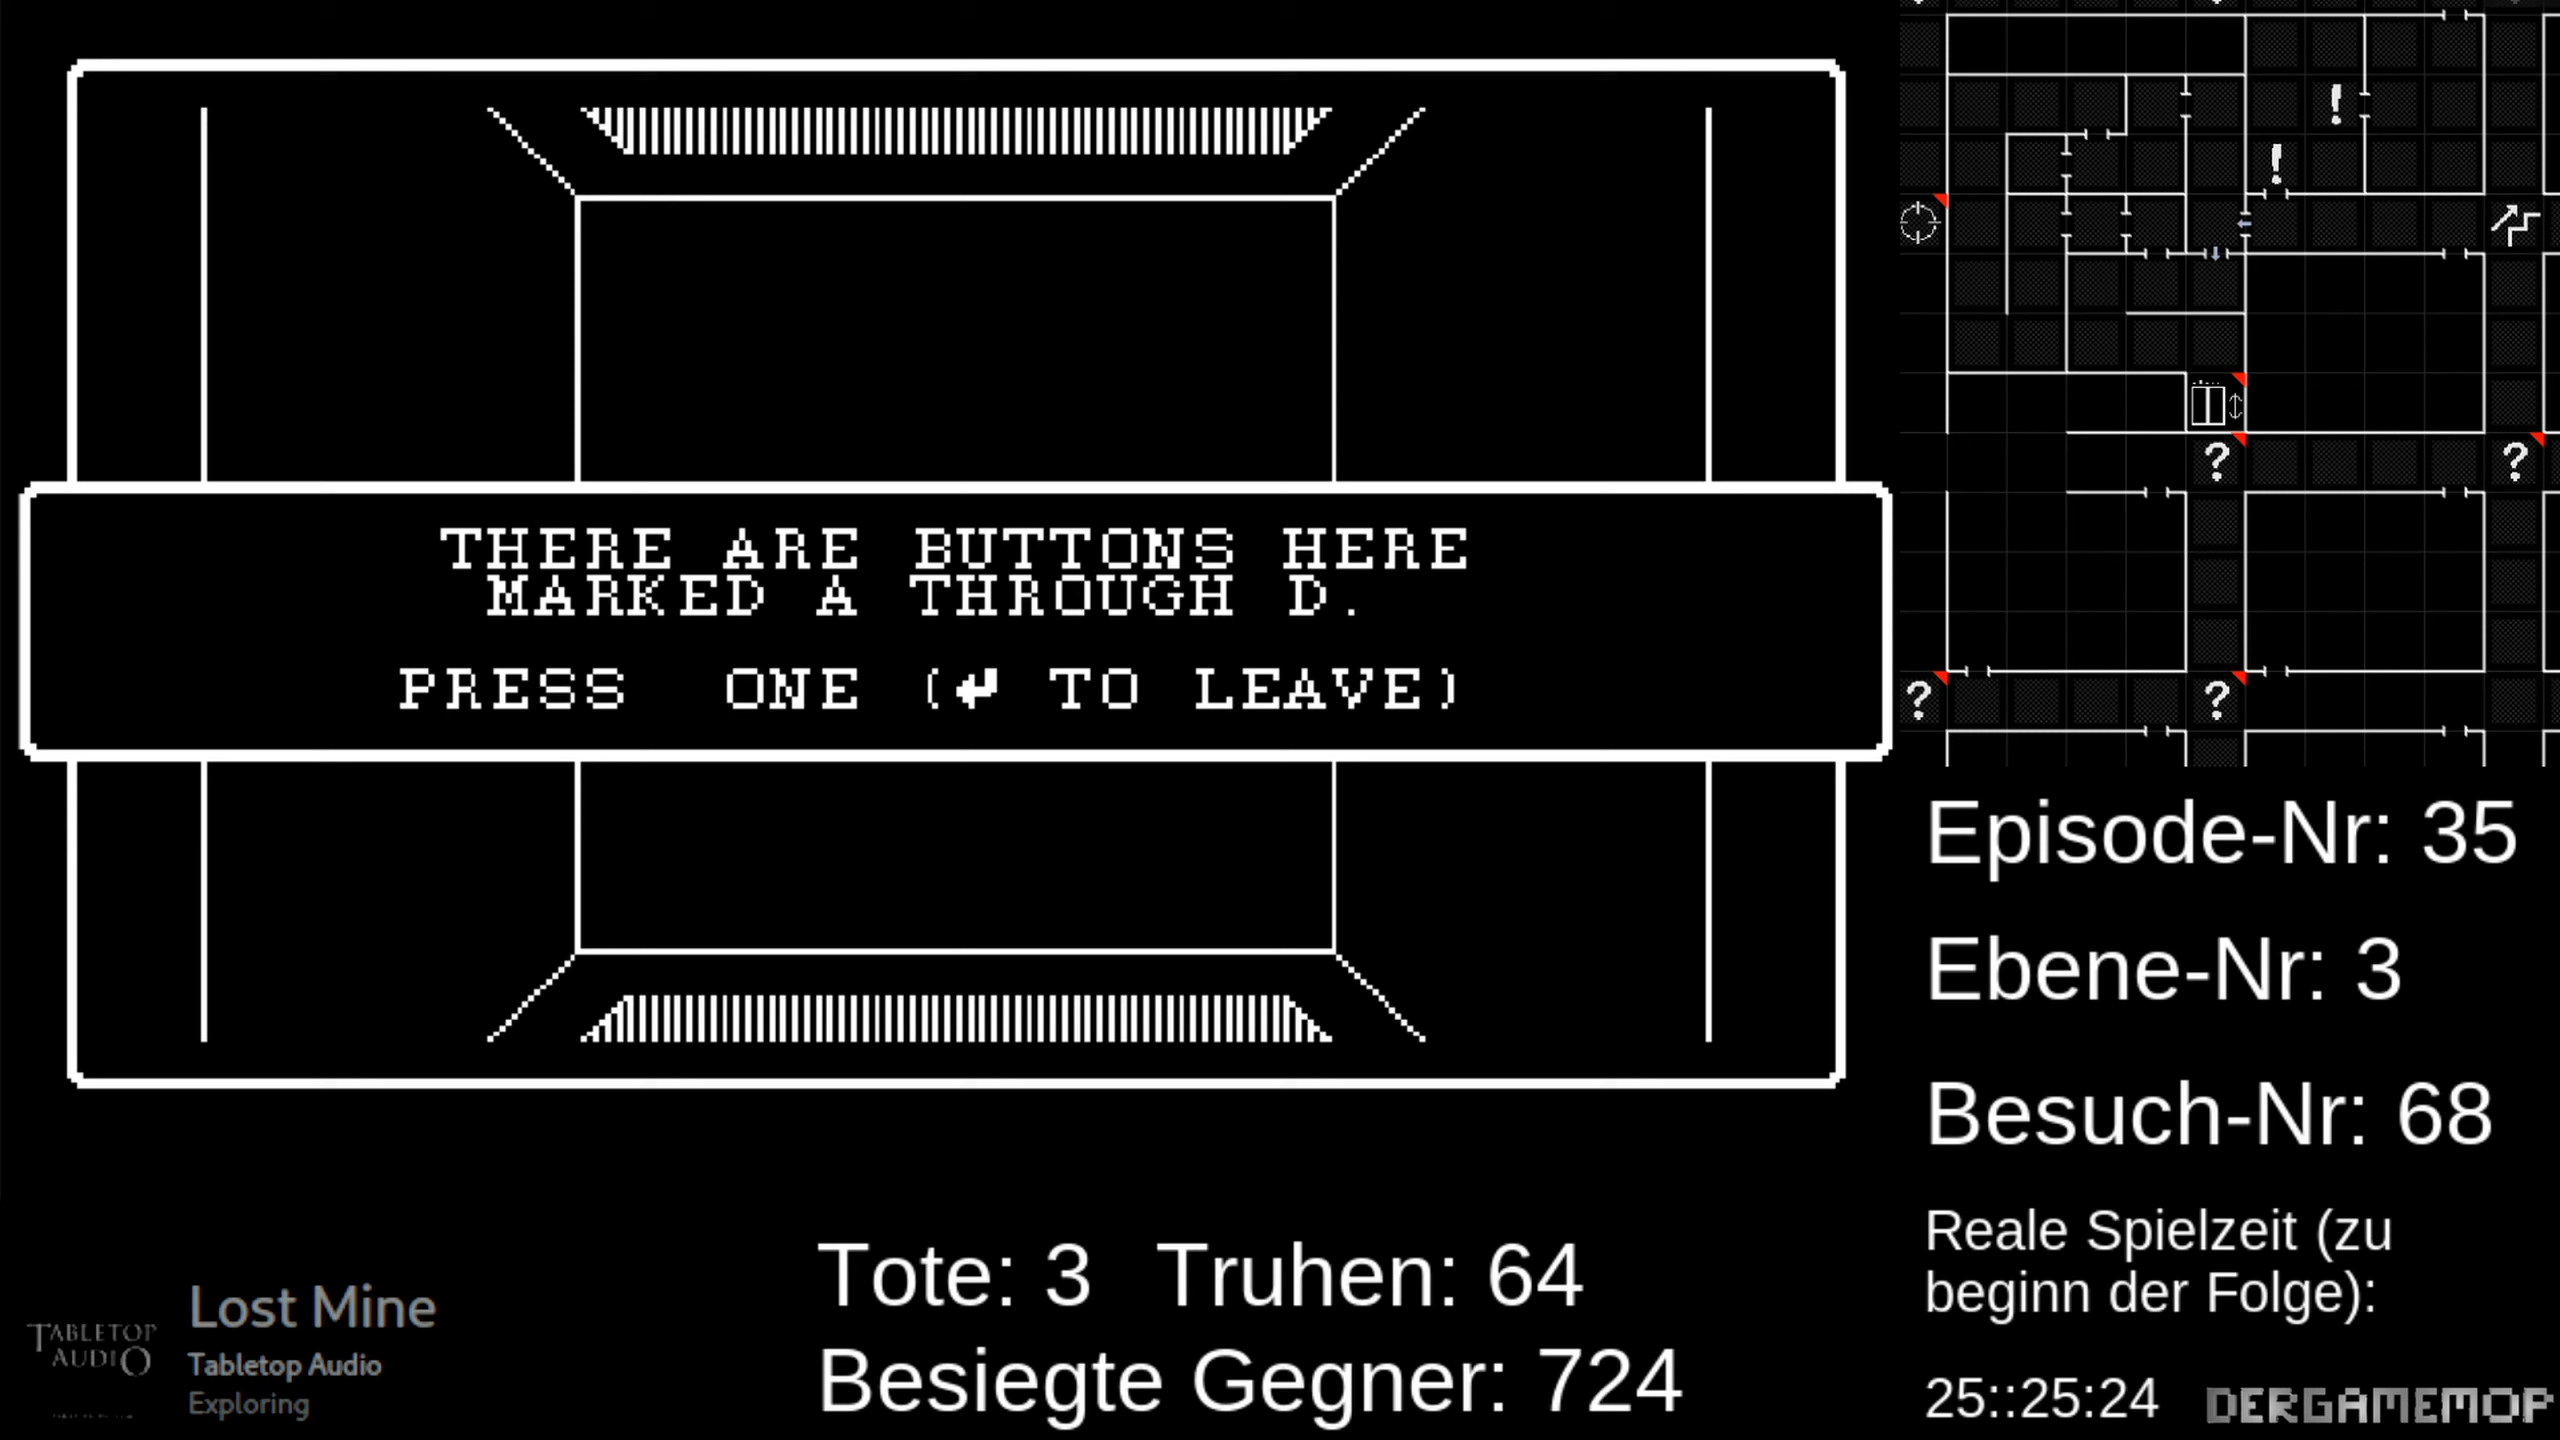 THERE ARE BUTTONS HERE
MARKED A THROUGH D.
PRESS ONE (↵ TO LEAVE)
!
!
?
?
?
?
Episode-Nr: 35
Ebene-Nr: 3
Besuch-Nr: 68
Reale Spielzeit (zu
beginn der Folge):
25::25:24
Tote: 3 Truhen: 64
Besiegte Gegner: 724
TABLETOP
AUDIO
Lost Mine
Tabletop Audio
Exploring
DERGAMEMOP